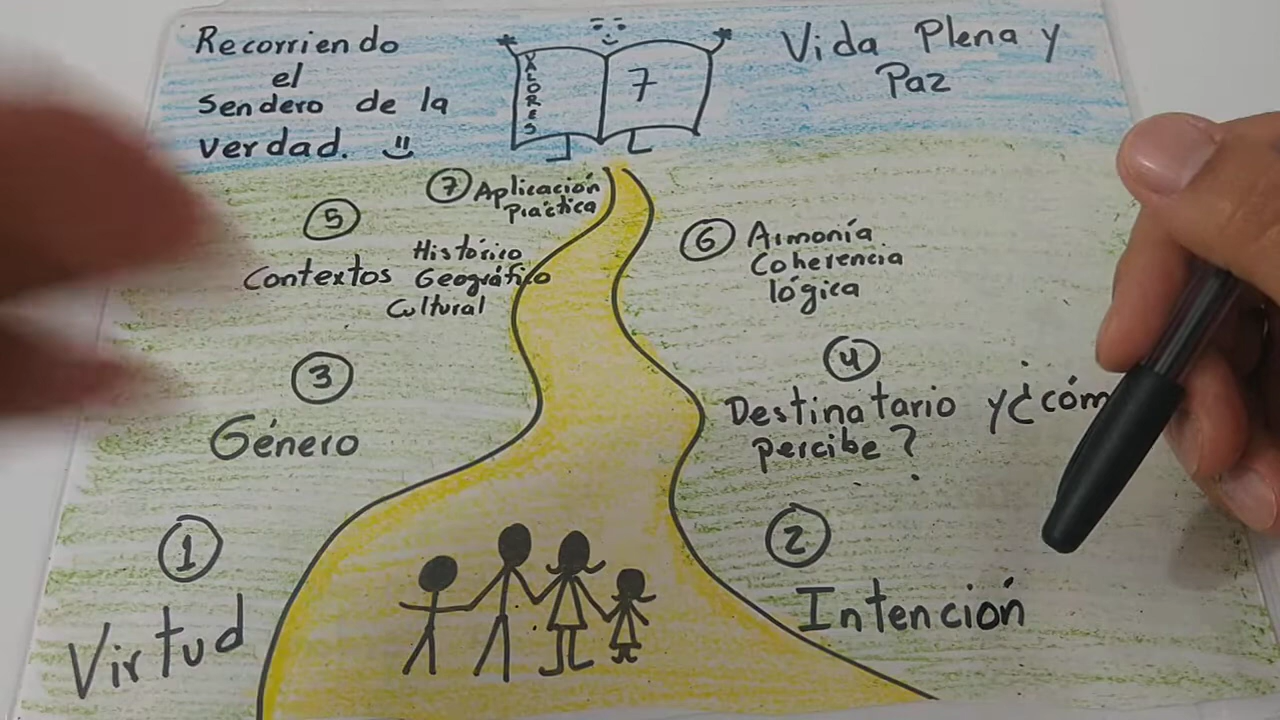 Recorriendo
el
Sendero de la
verdad.
VALORES
7
Vida Plena y
Paz
7 Aplicación
Práctica
5
Histórico
Contextos Geográfico
Cultural
6 Armonía
Coherencia
lógica
3
Género
4
Destinatario y ¿cóm
percibe?
1
Virtud
2
Intención